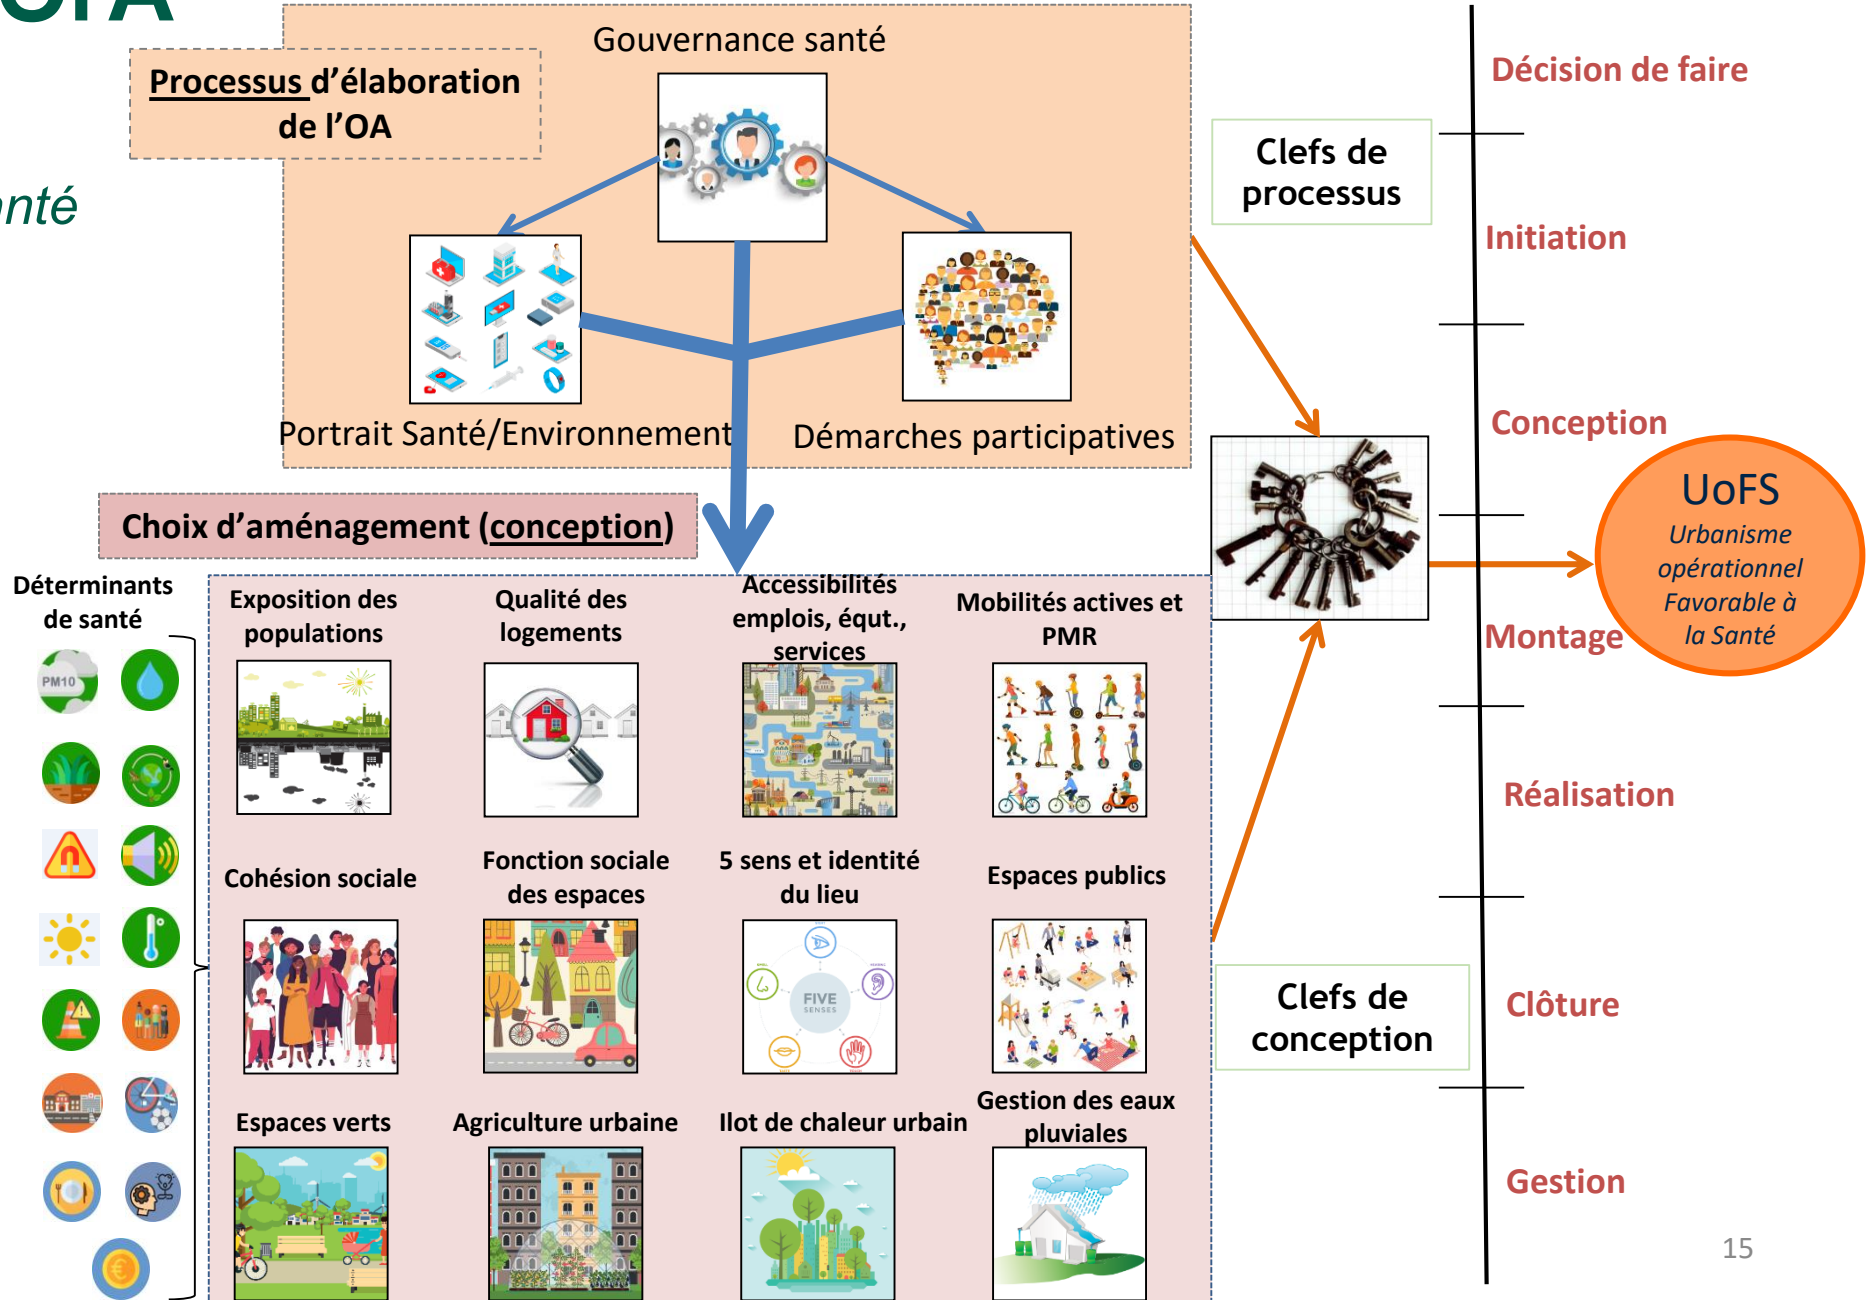 Gouvernance santé
Processus d'élaboration
de l'OA
Portrait Santé/Environnement
Démarches participatives
Choix d'aménagement (conception)
Déterminants
de santé
PM10
Exposition des
populations
Qualité des
logements
Accessibilités
emplois, équt.,
services
Mobilités actives et
PMR
Cohésion sociale
Fonction sociale
des espaces
5 sens et identité
du lieu
FIVE
SENSES
Espaces publics
Espaces verts
Agriculture urbaine
Ilot de chaleur urbain
Gestion des eaux
pluviales
Clefs de
processus
Clefs de
conception
Décision de faire
Initiation
Conception
Montage
Réalisation
Clôture
Gestion
UoFS
Urbanisme
opérationnel
Favorable à
la Santé
15